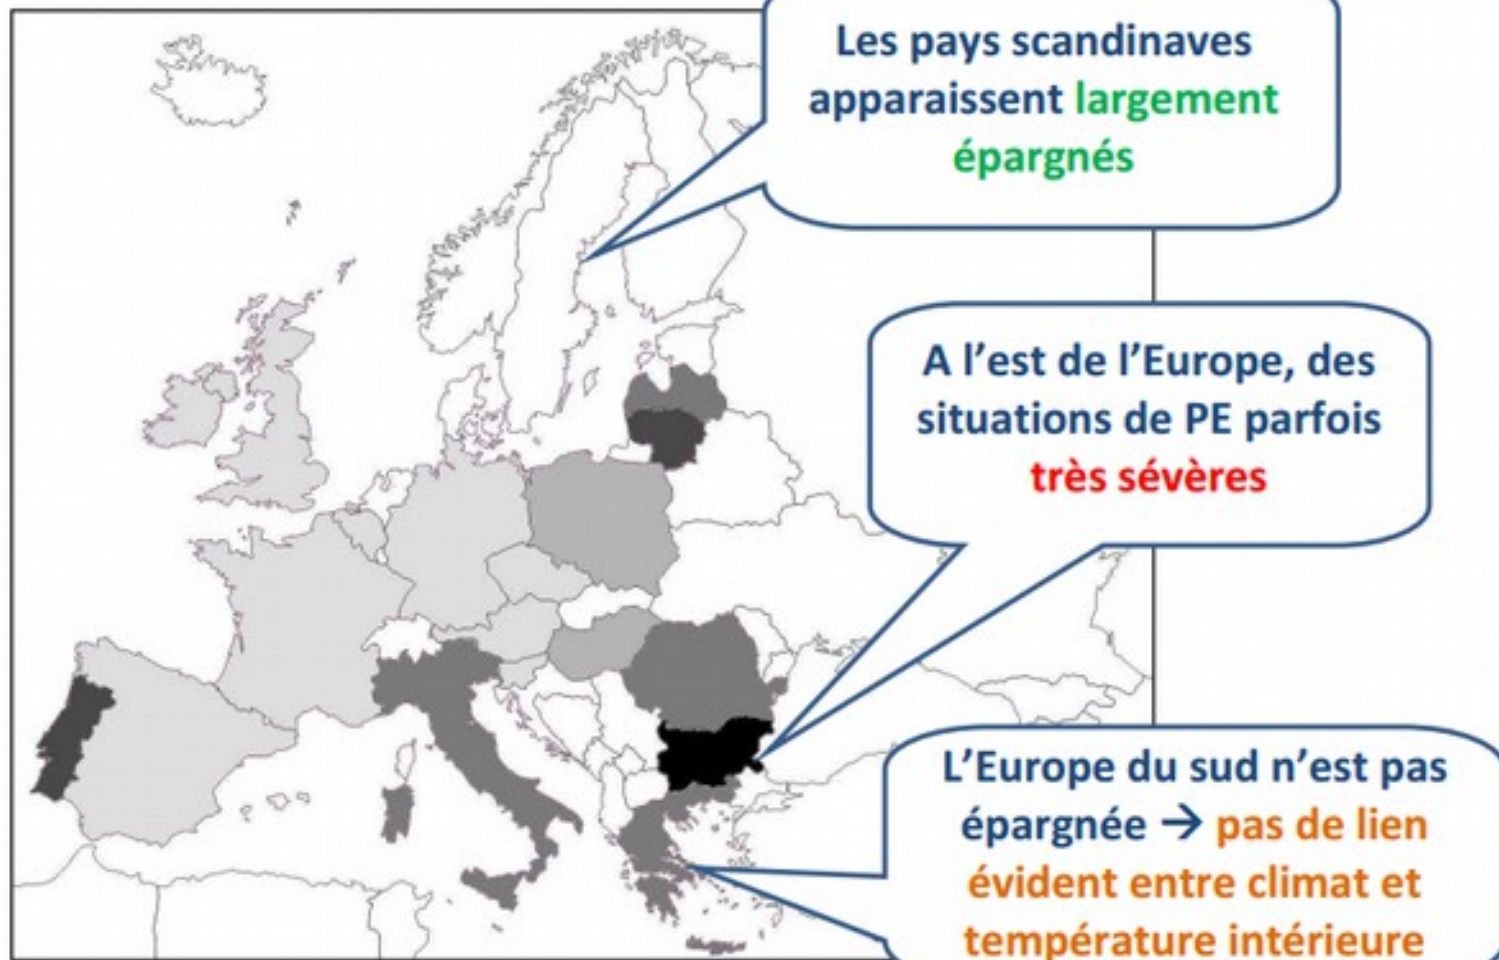 Les pays scandinaves
apparaissent largement
épargnés
A l'est de l'Europe, des
situations de PE parfois
très sévères
L'Europe du sud n'est pas
épargnée → pas de lien
évident entre climat et
température intérieure